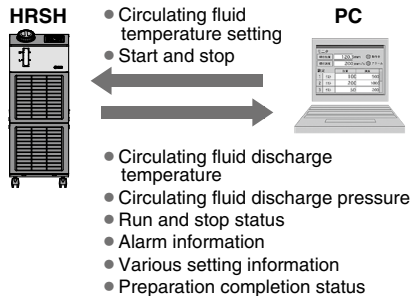 HRSH
● Circulating fluid
temperature setting
● Start and stop
PC
● Circulating fluid discharge
temperature
● Circulating fluid discharge pressure
● Run and stop status
● Alarm information
● Various setting information
● Preparation completion status